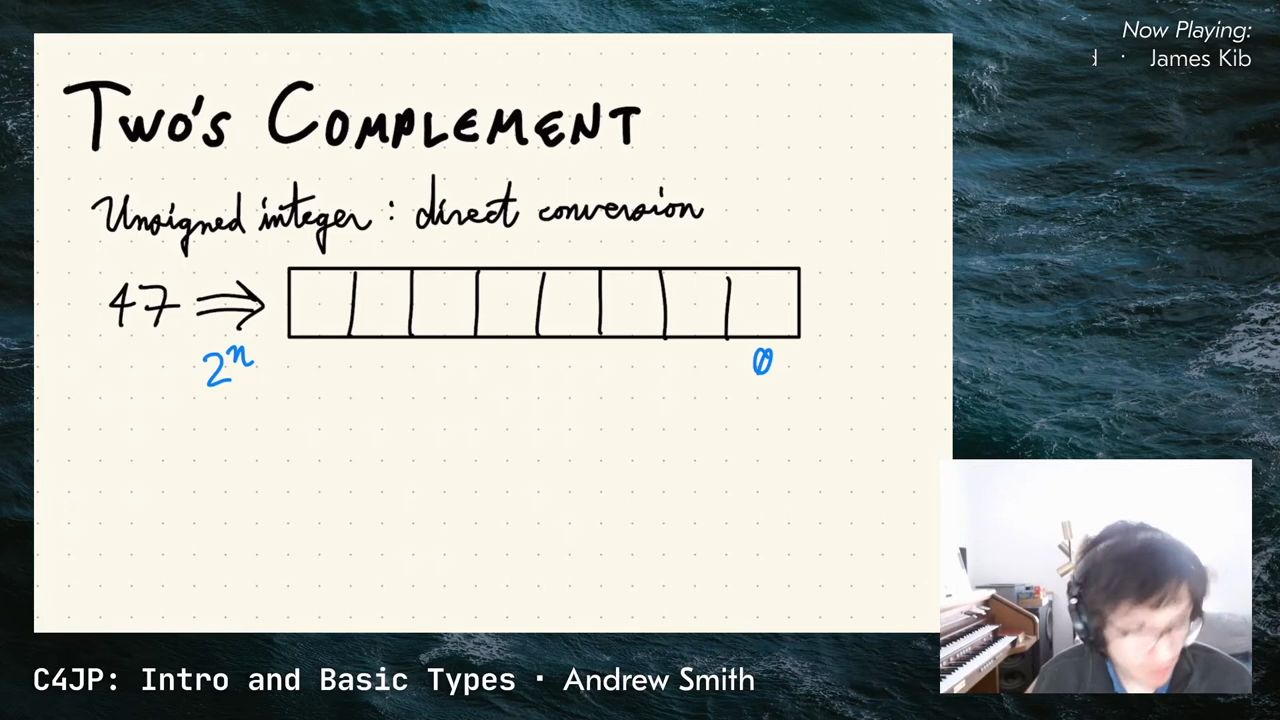 Now Playing:
d · James Kib
TWO'S COMPLEMENT
Unsigned integer : direct conversion
47 ⇒
2ⁿ 0
C4JP: Intro and Basic Types · Andrew Smith